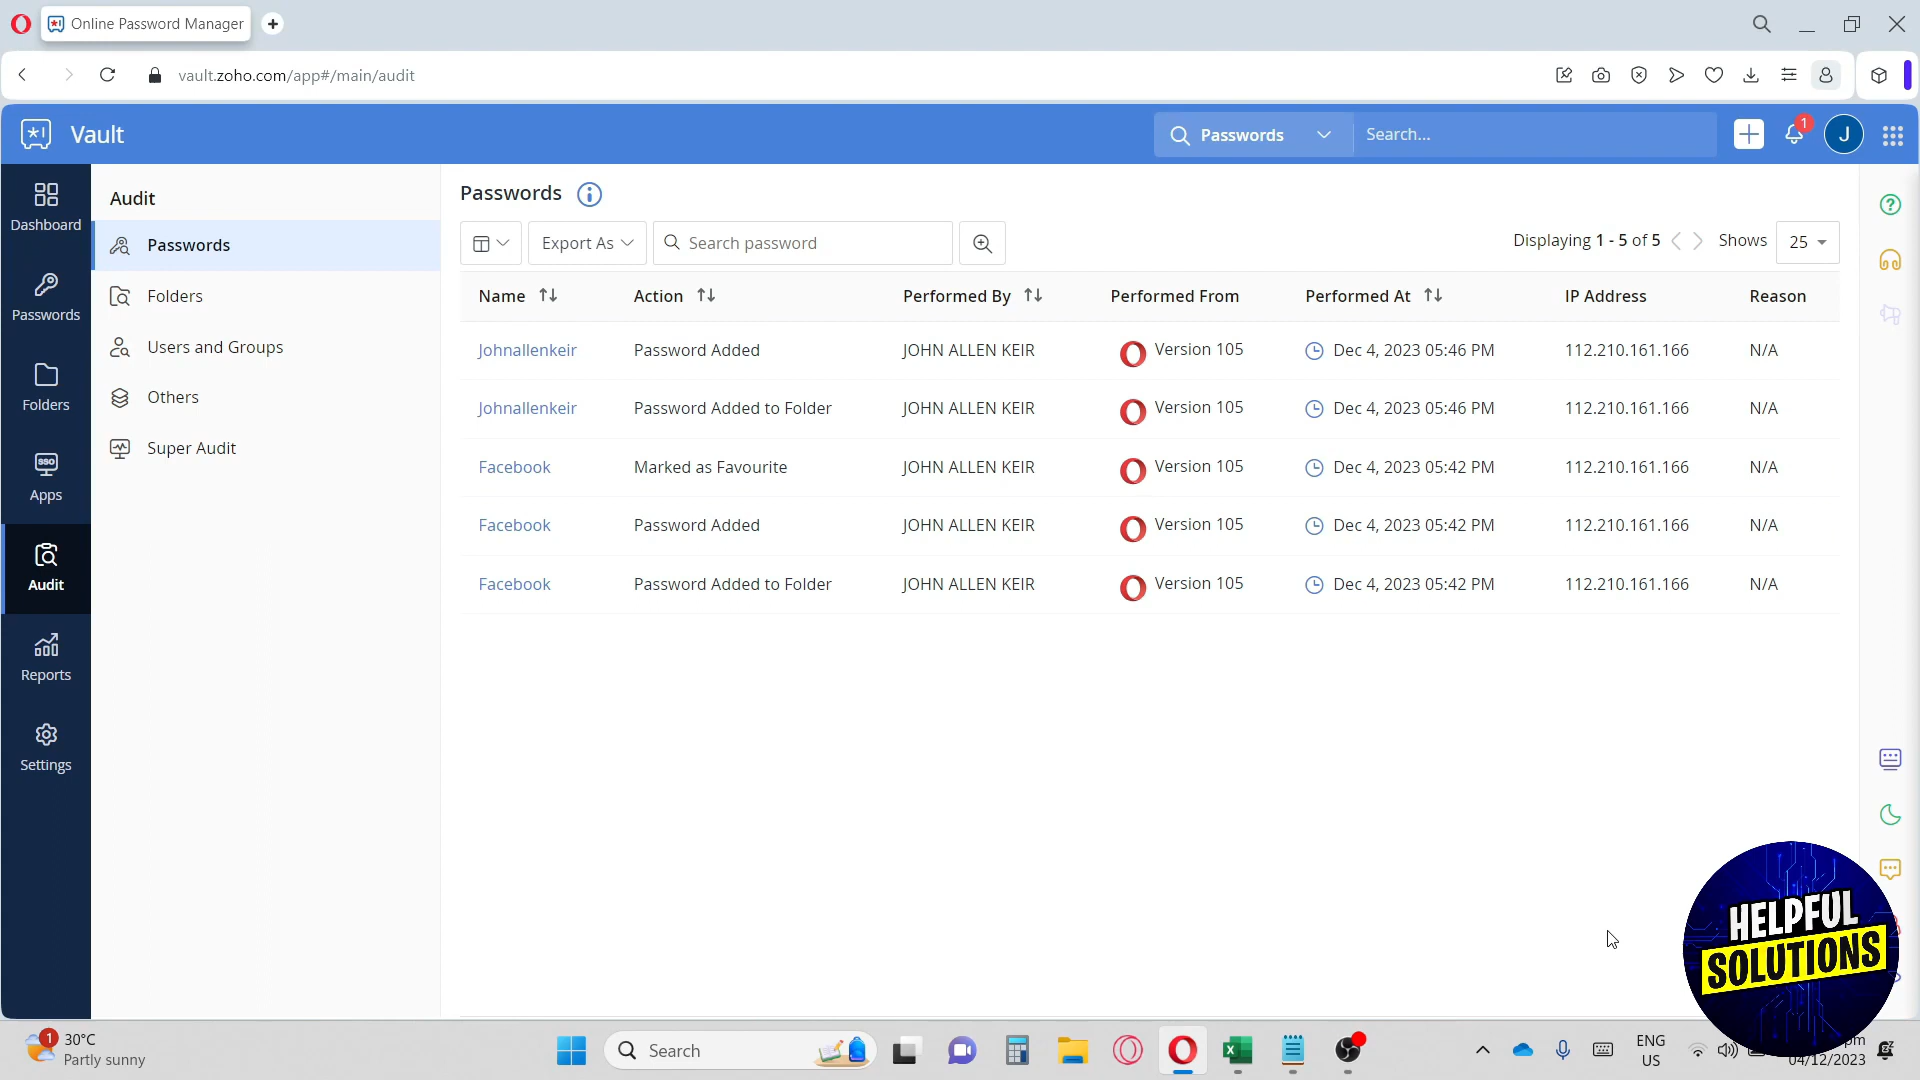 Online Password Manager
vault.zoho.com/app#/main/audit
Vault
Passwords
Search...
1
J
Dashboard
Passwords
Folders
SSO
Apps
Audit
Reports
Settings
Audit
Passwords
Folders
Users and Groups
Others
Super Audit
Passwords
Export As
Search password
Displaying 1 - 5 of 5
Shows
25
Name Action Performed By Performed From Performed At IP Address Reason
Johnallenkeir Password Added JOHN ALLEN KEIR Version 105 Dec 4, 2023 05:46 PM 112.210.161.166 N/A
Johnallenkeir Password Added to Folder JOHN ALLEN KEIR Version 105 Dec 4, 2023 05:46 PM 112.210.161.166 N/A
Facebook Marked as Favourite JOHN ALLEN KEIR Version 105 Dec 4, 2023 05:42 PM 112.210.161.166 N/A
Facebook Password Added JOHN ALLEN KEIR Version 105 Dec 4, 2023 05:42 PM 112.210.161.166 N/A
Facebook Password Added to Folder JOHN ALLEN KEIR Version 105 Dec 4, 2023 05:42 PM 112.210.161.166 N/A
HELPFUL
SOLUTIONS
1
30°C
Partly sunny
Search
ENG
US
pm
04/12/2023